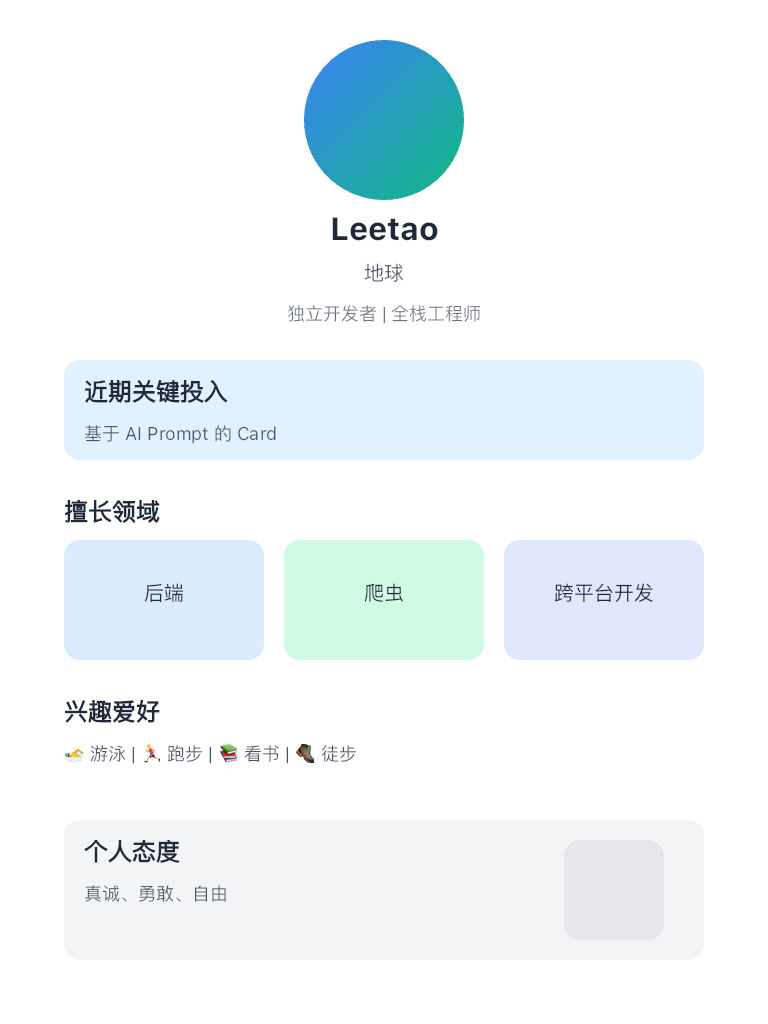 Leetao
地球
独立开发者 | 全栈工程师
近期关键投入
基于 AI Prompt 的 Card
擅长领域
后端
爬虫
跨平台开发
兴趣爱好
🏊 游泳 | 🏃 跑步 | 📚 看书 | 🥾 徒步
个人态度
真诚、勇敢、自由